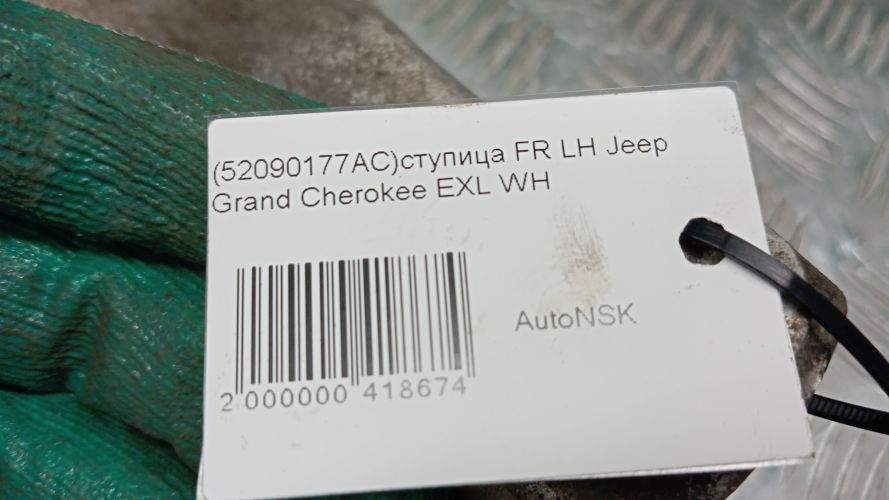 (52090177AC)ступица FR LH Jeep
Grand Cherokee EXL WH
AutoNSK
2 000000 418674